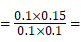 = 0.1×0.15 / 0.1×0.1 =